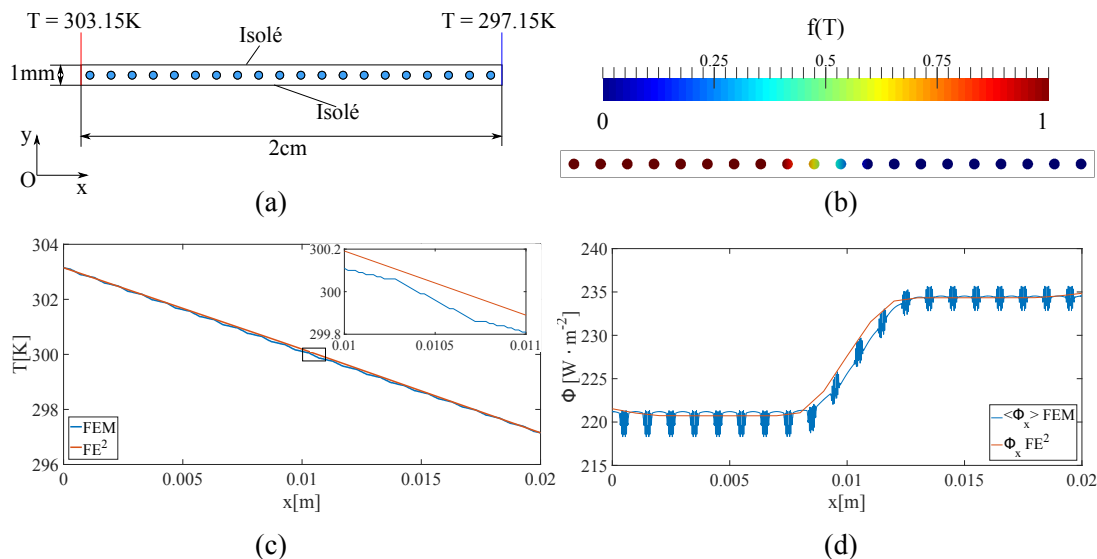 T = 303.15K
T = 297.15K
Isolé
1mm
Isolé
2cm
y
O
x
(a)
f(T)
0.25
0.5
0.75
0
1
(b)
304
302
300
298
296
T[K]
0
0.005
0.01
0.015
0.02
x[m]
300.2
300
299.8
0.01
0.0105
0.011
FEM
FE²
(c)
240
235
230
225
220
215
Φ [W · m⁻²]
0
0.005
0.01
0.015
0.02
x[m]
<Φₓ> FEM
Φₓ FE²
(d)